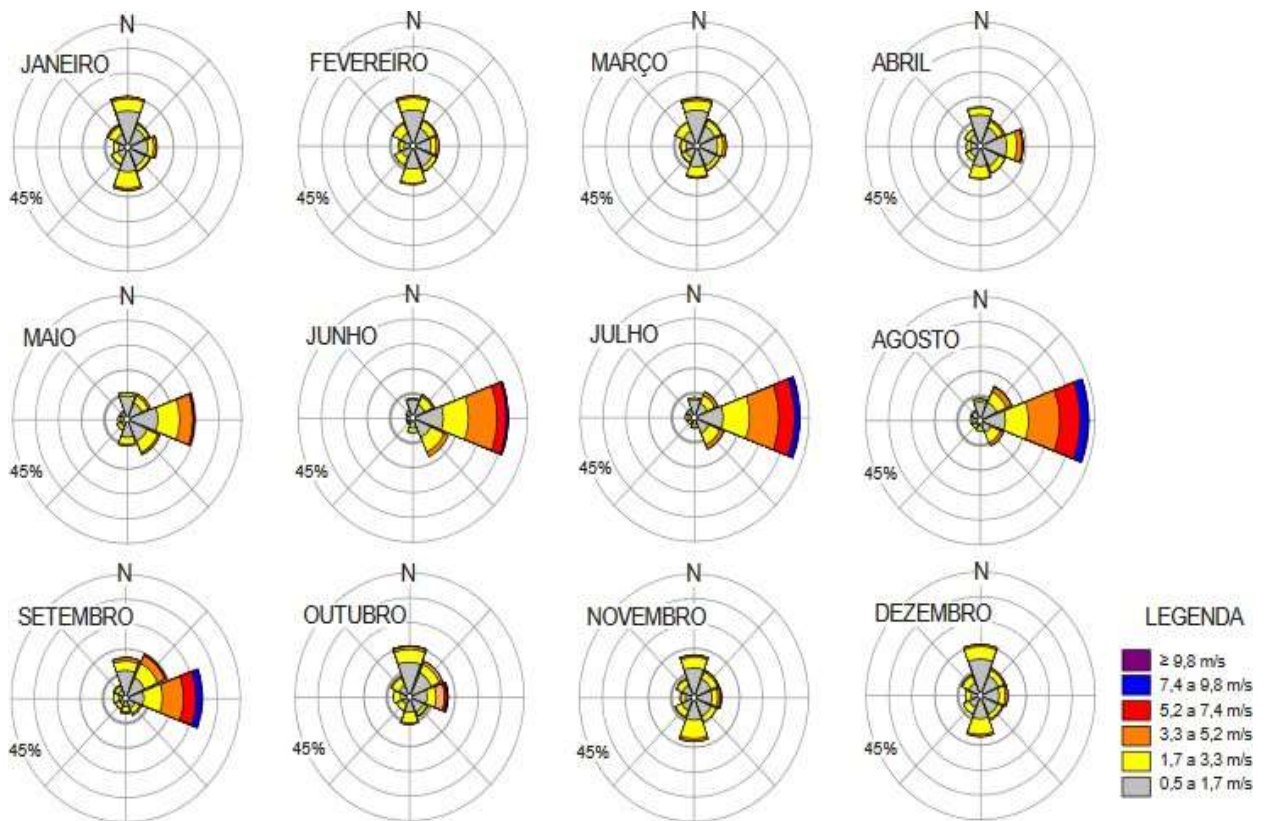 N
N
N
N
JANEIRO
FEVEREIRO
MARÇO
ABRIL
45%
45%
45%
45%
N
N
N
N
MAIO
JUNHO
JULHO
AGOSTO
45%
45%
45%
45%
N
N
N
N
SETEMBRO
OUTUBRO
NOVEMBRO
DEZEMBRO
45%
45%
45%
45%
LEGENDA
≥ 9,8 m/s
7,4 a 9,8 m/s
5,2 a 7,4 m/s
3,3 a 5,2 m/s
1,7 a 3,3 m/s
0,5 a 1,7 m/s